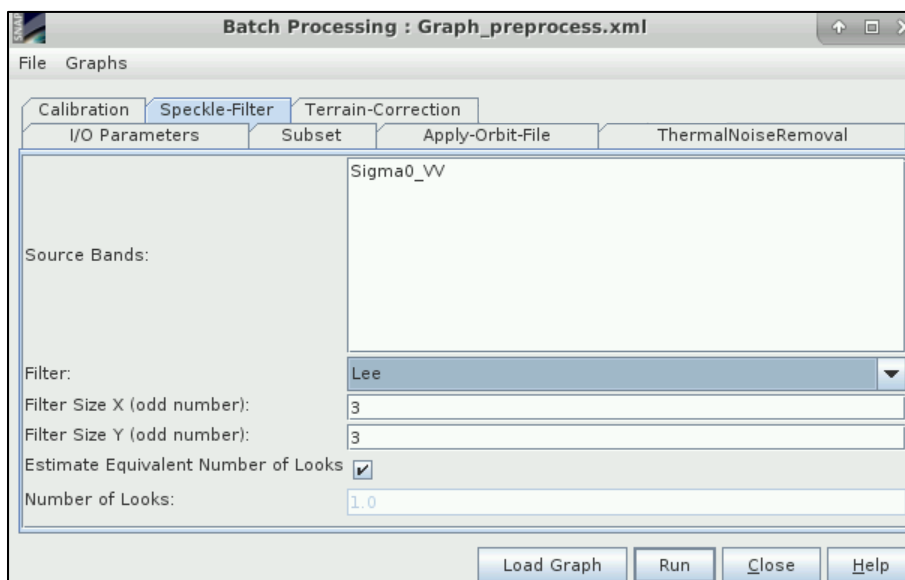 SNAP
Batch Processing : Graph_preprocess.xml
File Graphs
Calibration Speckle-Filter Terrain-Correction
I/O Parameters Subset Apply-Orbit-File ThermalNoiseRemoval
Source Bands:
Sigma0_VV
Filter:
Lee
Filter Size X (odd number):
3
Filter Size Y (odd number):
3
Estimate Equivalent Number of Looks
Number of Looks:
1.0
Load Graph Run Close Help